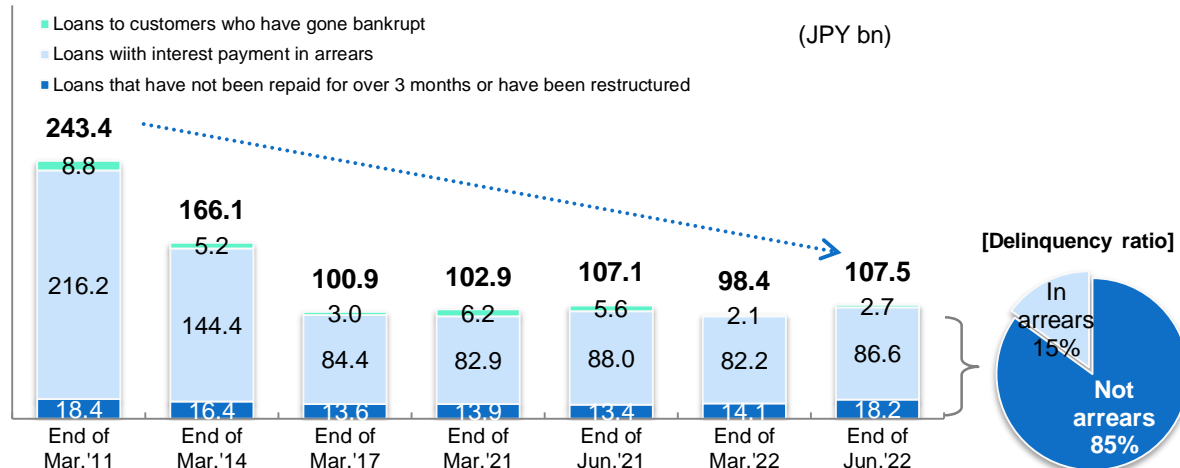 Loans to customers who have gone bankrupt
Loans wiith interest payment in arrears
Loans that have not been repaid for over 3 months or have been restructured
(JPY bn)
243.4
8.8
216.2
18.4
End of
Mar.'11
166.1
5.2
144.4
16.4
End of
Mar.'14
100.9
3.0
84.4
13.6
End of
Mar.'17
102.9
6.2
82.9
13.9
End of
Mar.'21
107.1
5.6
88.0
13.4
End of
Jun.'21
98.4
2.1
82.2
14.1
End of
Mar.'22
107.5
2.7
86.6
18.2
End of
Jun.'22
[Delinquency ratio]
In
arrears
15%
Not
arrears
85%